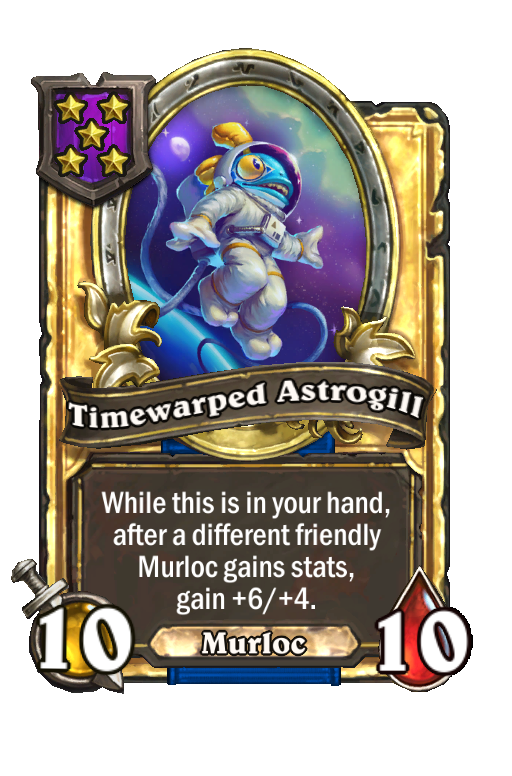 Timewarped Astrogill
While this is in your hand,
after a different friendly
Murloc gains stats,
gain +6/+4.
10
Murloc
10